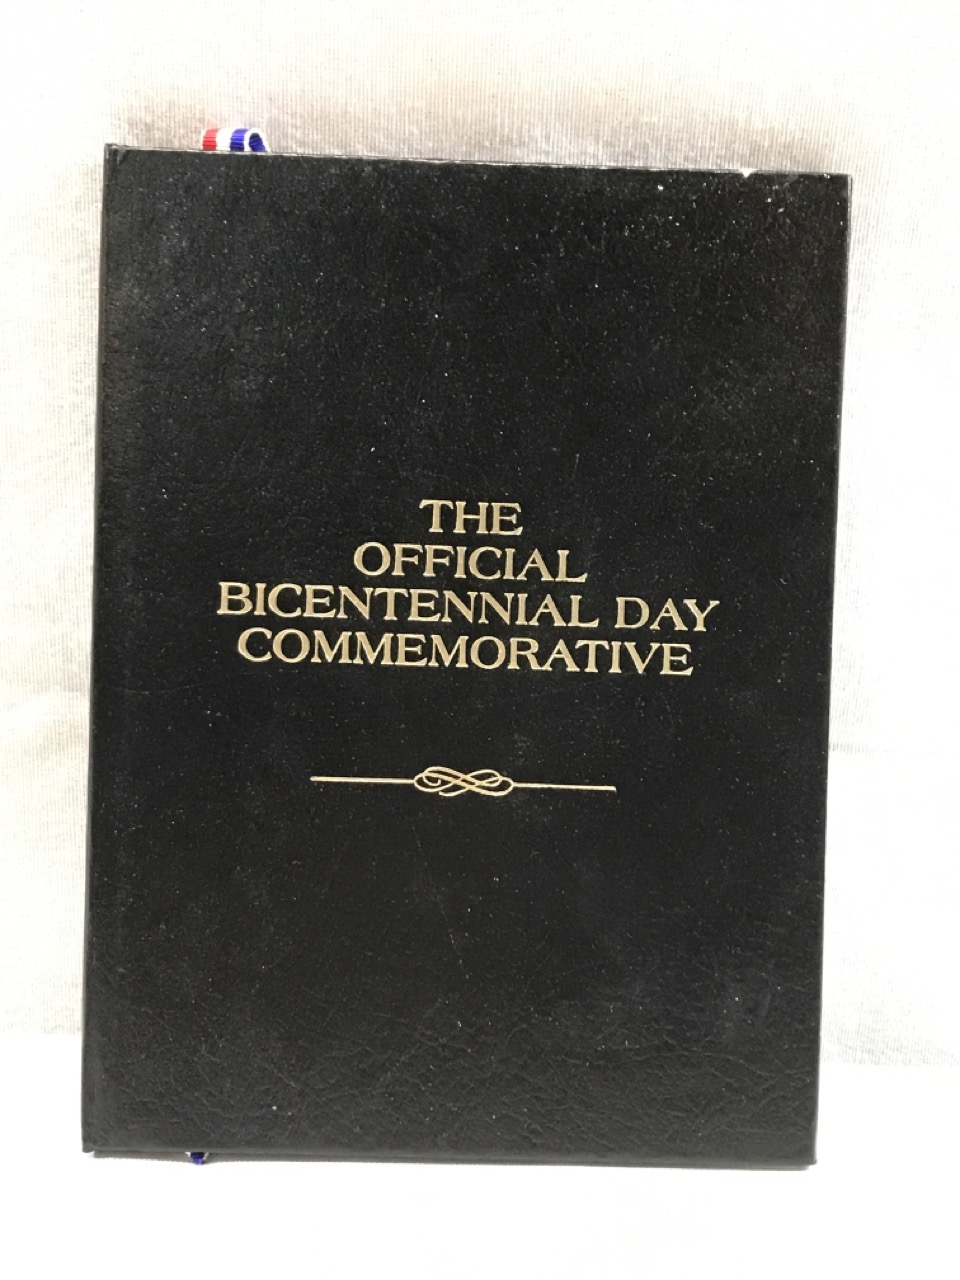 THE
OFFICIAL
BICENTENNIAL DAY
COMMEMORATIVE